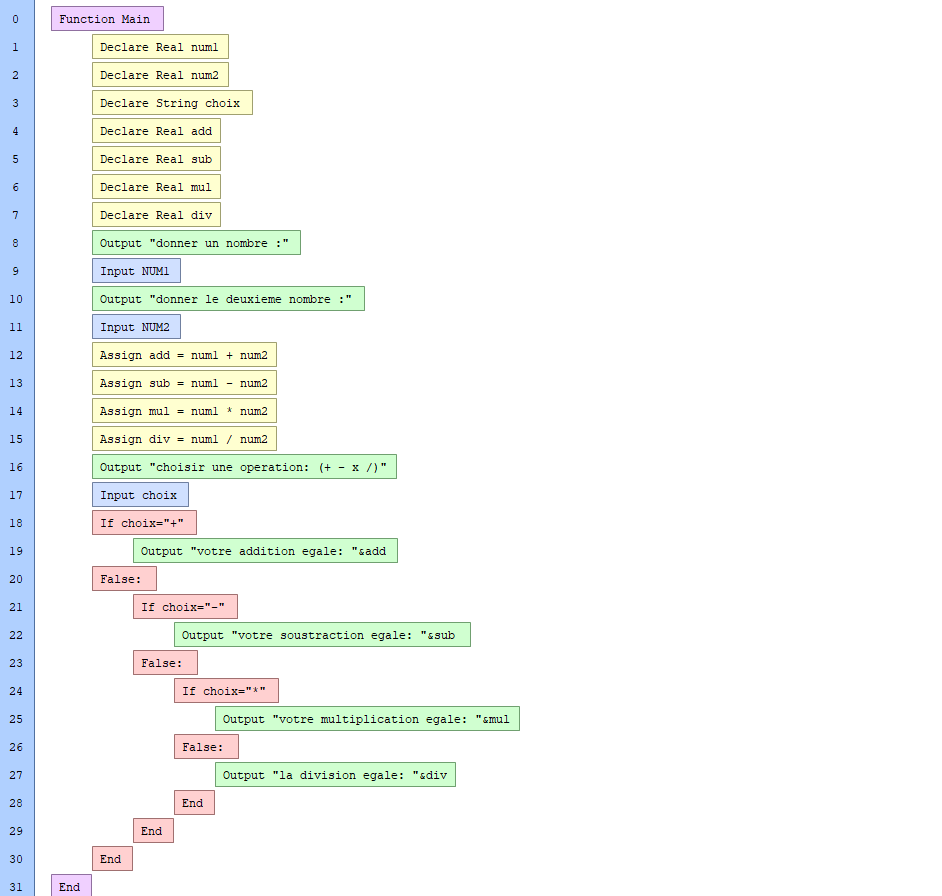 0 Function Main
1 Declare Real num1
2 Declare Real num2
3 Declare String choix
4 Declare Real add
5 Declare Real sub
6 Declare Real mul
7 Declare Real div
8 Output "donner un nombre :"
9 Input NUM1
10 Output "donner le deuxieme nombre :"
11 Input NUM2
12 Assign add = num1 + num2
13 Assign sub = num1 - num2
14 Assign mul = num1 * num2
15 Assign div = num1 / num2
16 Output "choisir une operation: (+ - x /)"
17 Input choix
18 If choix="+"
19 Output "votre addition egale: "&add
20 False:
21 If choix="-"
22 Output "votre soustraction egale: "&sub
23 False:
24 If choix="*"
25 Output "votre multiplication egale: "&mul
26 False:
27 Output "la division egale: "&div
28 End
29 End
30 End
31 End